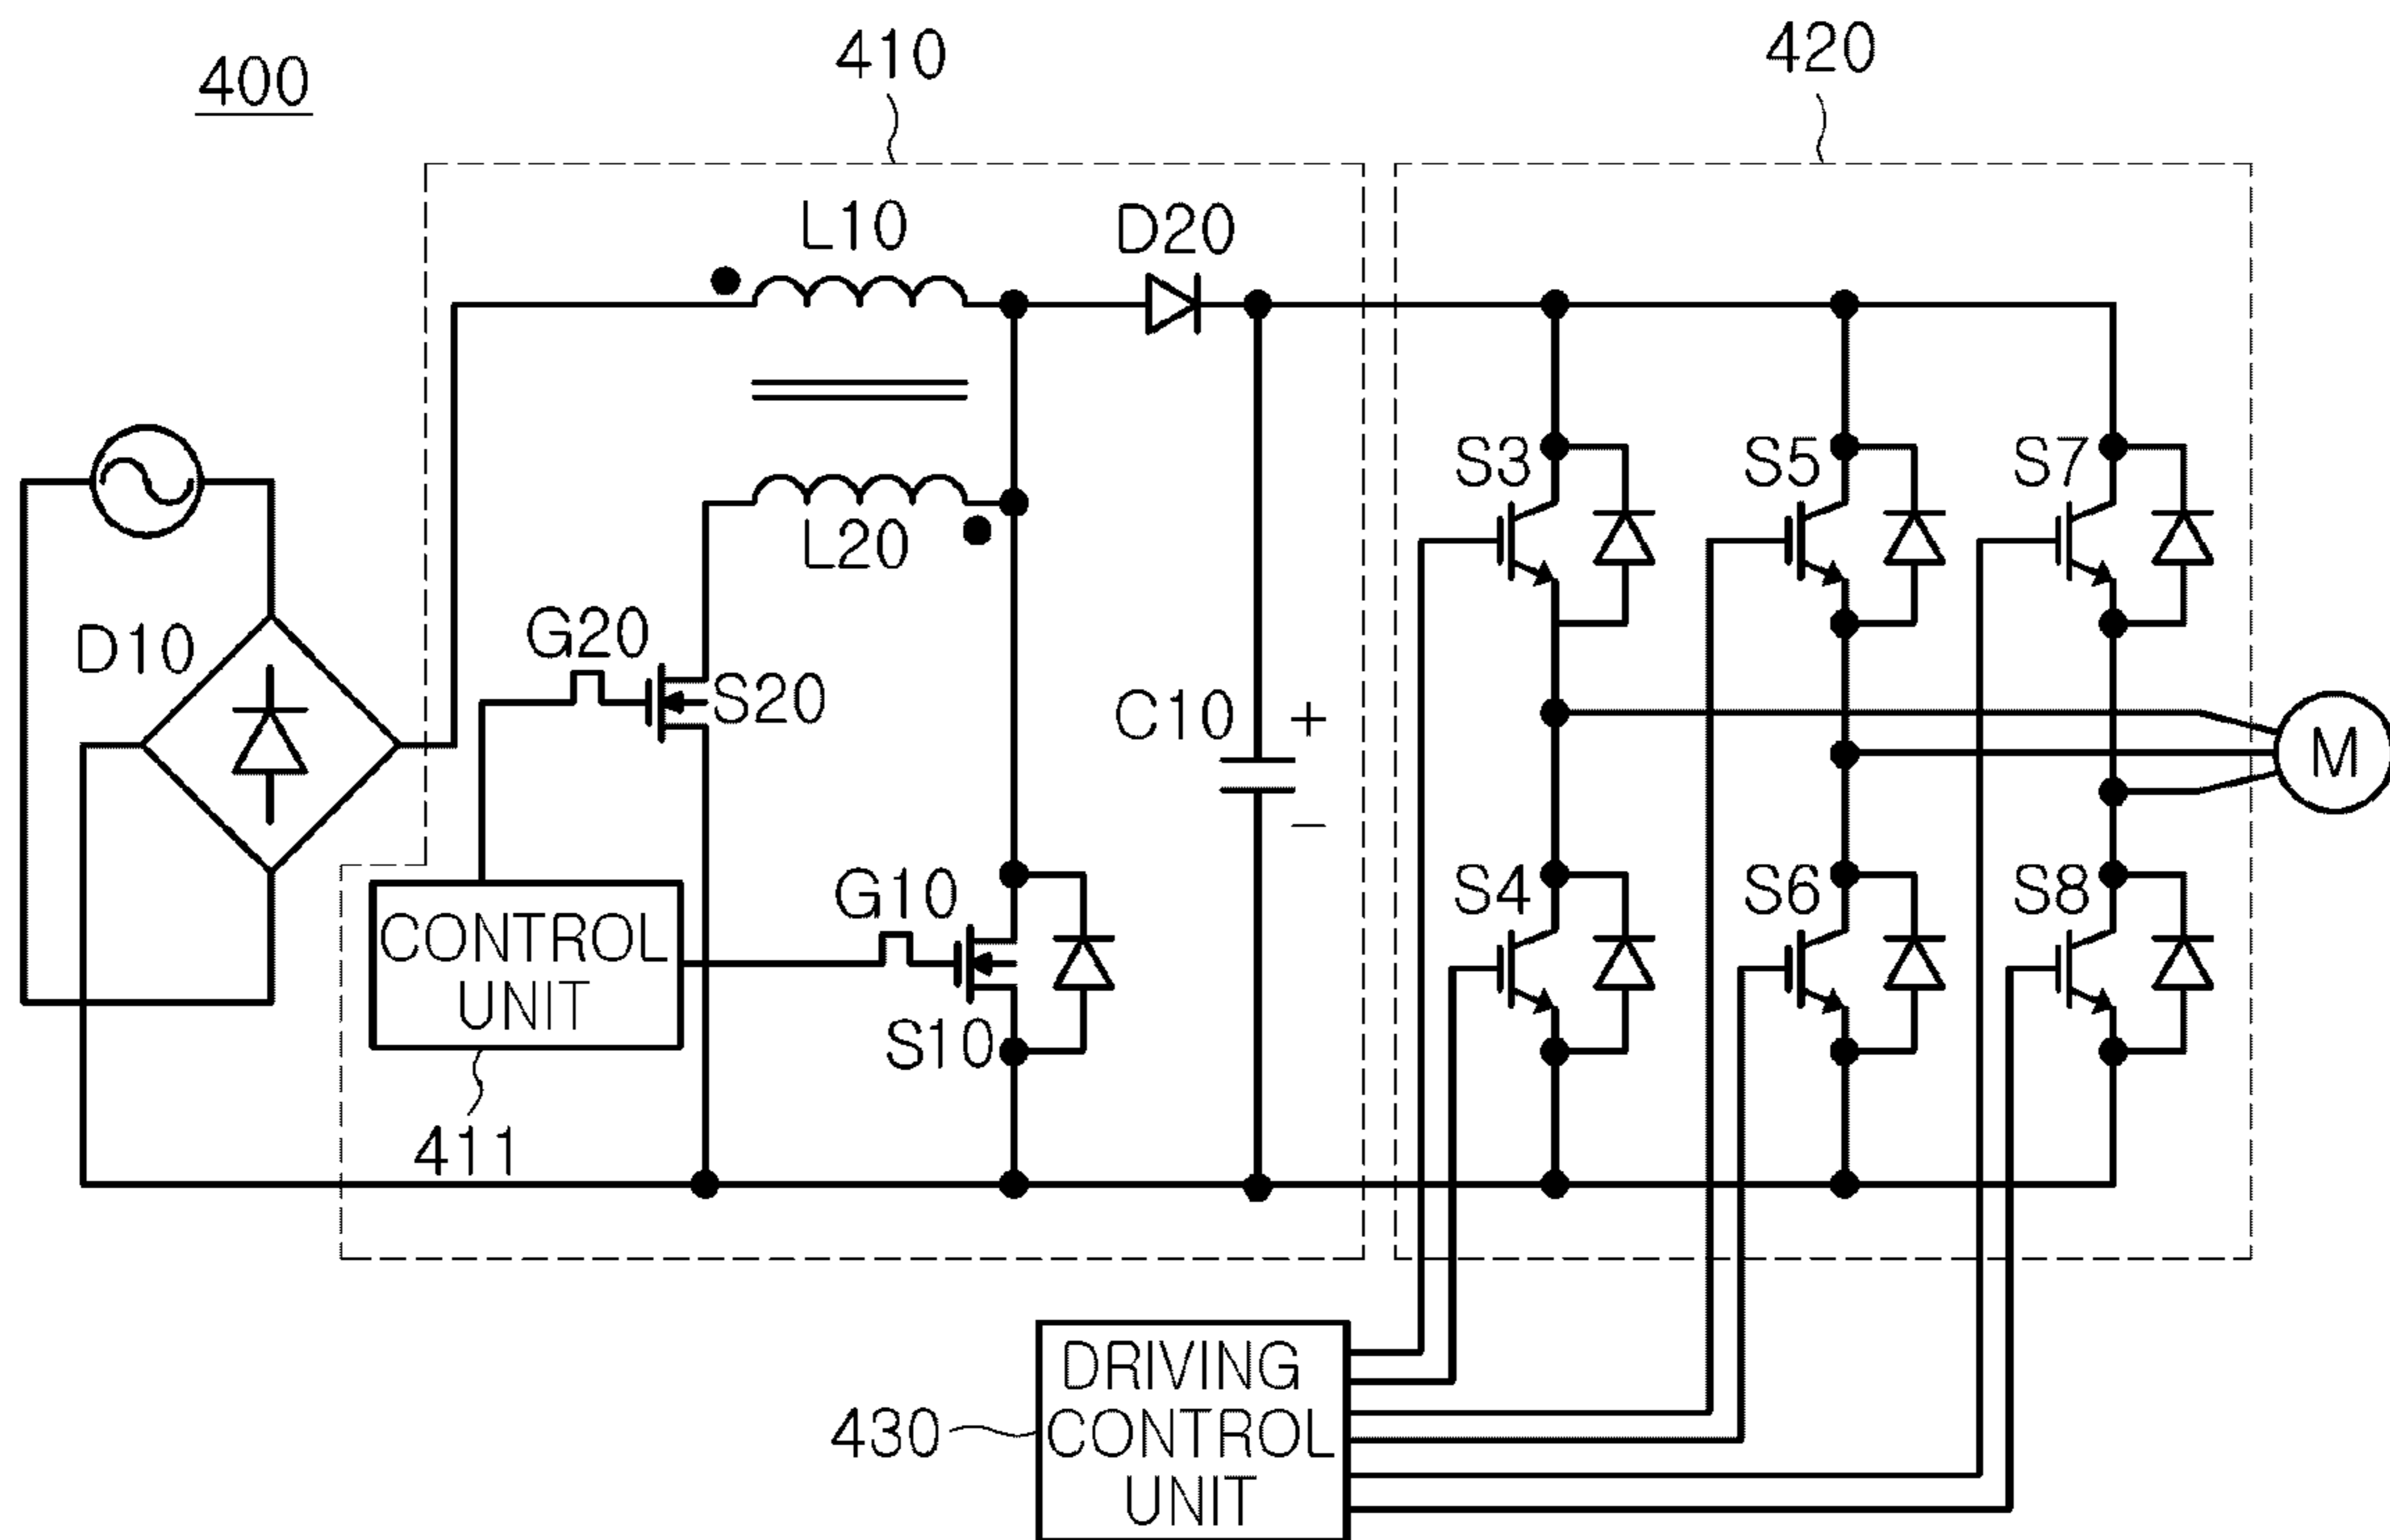 400
410
420
L10
D20
S3
S5
S7
L20
G20
D10
S20
C10
+
−
M
G10
S4
S6
S8
CONTROL
UNIT
S10
411
DRIVING
CONTROL
UNIT
430